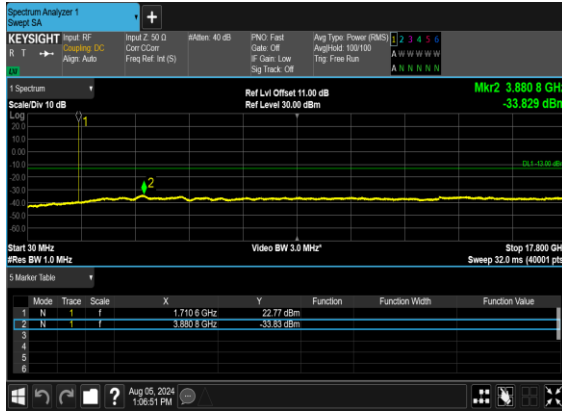 Spectrum Analyzer 1
Swept SA
+
KEYSIGHT Input: RF Input Z: 50 Ω #Atten: 40 dB PNO: Fast Avg Type: Power (RMS) 1 2 3 4 5 6
R T Coupling: DC Corr CCorr Gate: Off Avg|Hold: 100/100 A W W W W W
Align: Auto Freq Ref: Int (S) IF Gain: Low Trig: Free Run
Sig Track: Off A N N N N N
1 Spectrum Ref Lvl Offset 11.00 dB Mkr2 3.880 8 GHz
Scale/Div 10 dB Ref Level 30.00 dBm -33.829 dBm
Log
1
20.0
10.0
0.00
-10.0
DL1 -13.00 dB
-20.0
-30.0
2
-40.0
-50.0
-60.0
Start 30 MHz Video BW 3.0 MHz* Stop 17.800 GH
#Res BW 1.0 MHz Sweep 32.0 ms (40001 pts
5 Marker Table
Mode Trace Scale X Y Function Function Width Function Value
1 N 1 f 1.710 6 GHz 22.77 dBm
2 N 1 f 3.880 8 GHz -33.83 dBm
3
4
5
6
? Aug 05, 2024
1:06:51 PM